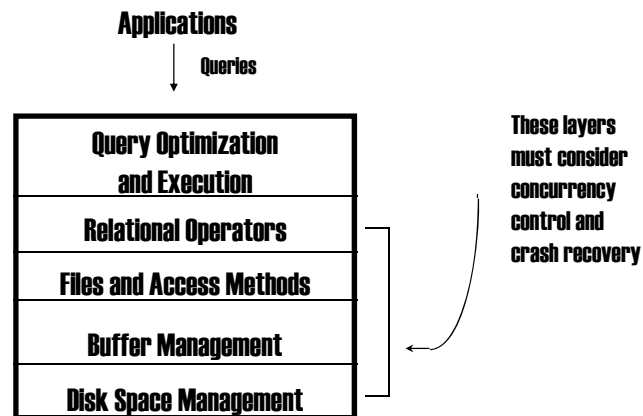 Applications
Queries
Query Optimization
and Execution
Relational Operators
Files and Access Methods
Buffer Management
Disk Space Management
These layers
must consider
concurrency
control and
crash recovery